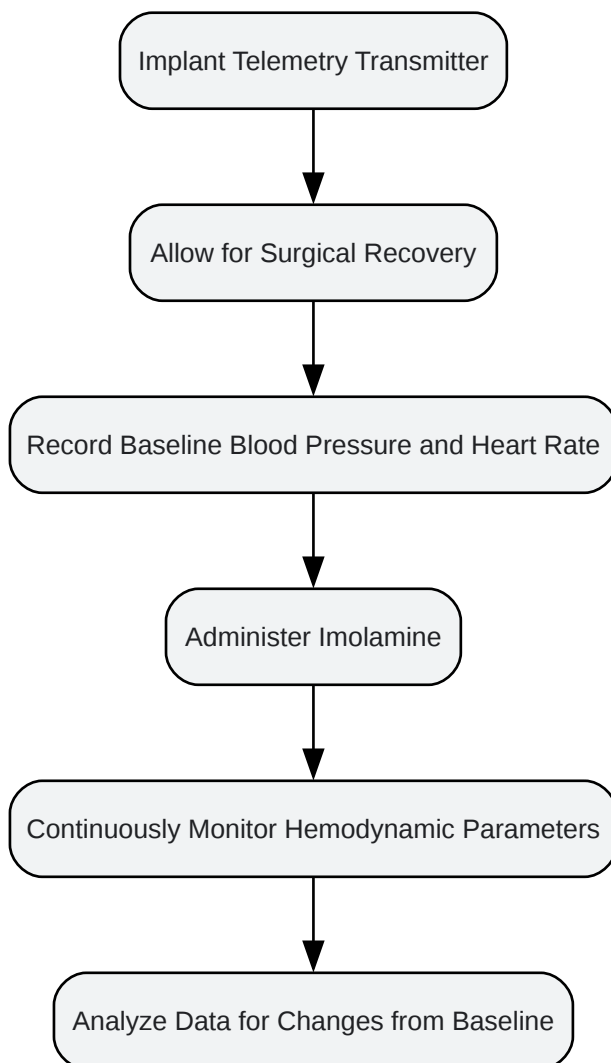 Implant Telemetry Transmitter
Allow for Surgical Recovery
Record Baseline Blood Pressure and Heart Rate
Administer Imolamine
Continuously Monitor Hemodynamic Parameters
Analyze Data for Changes from Baseline